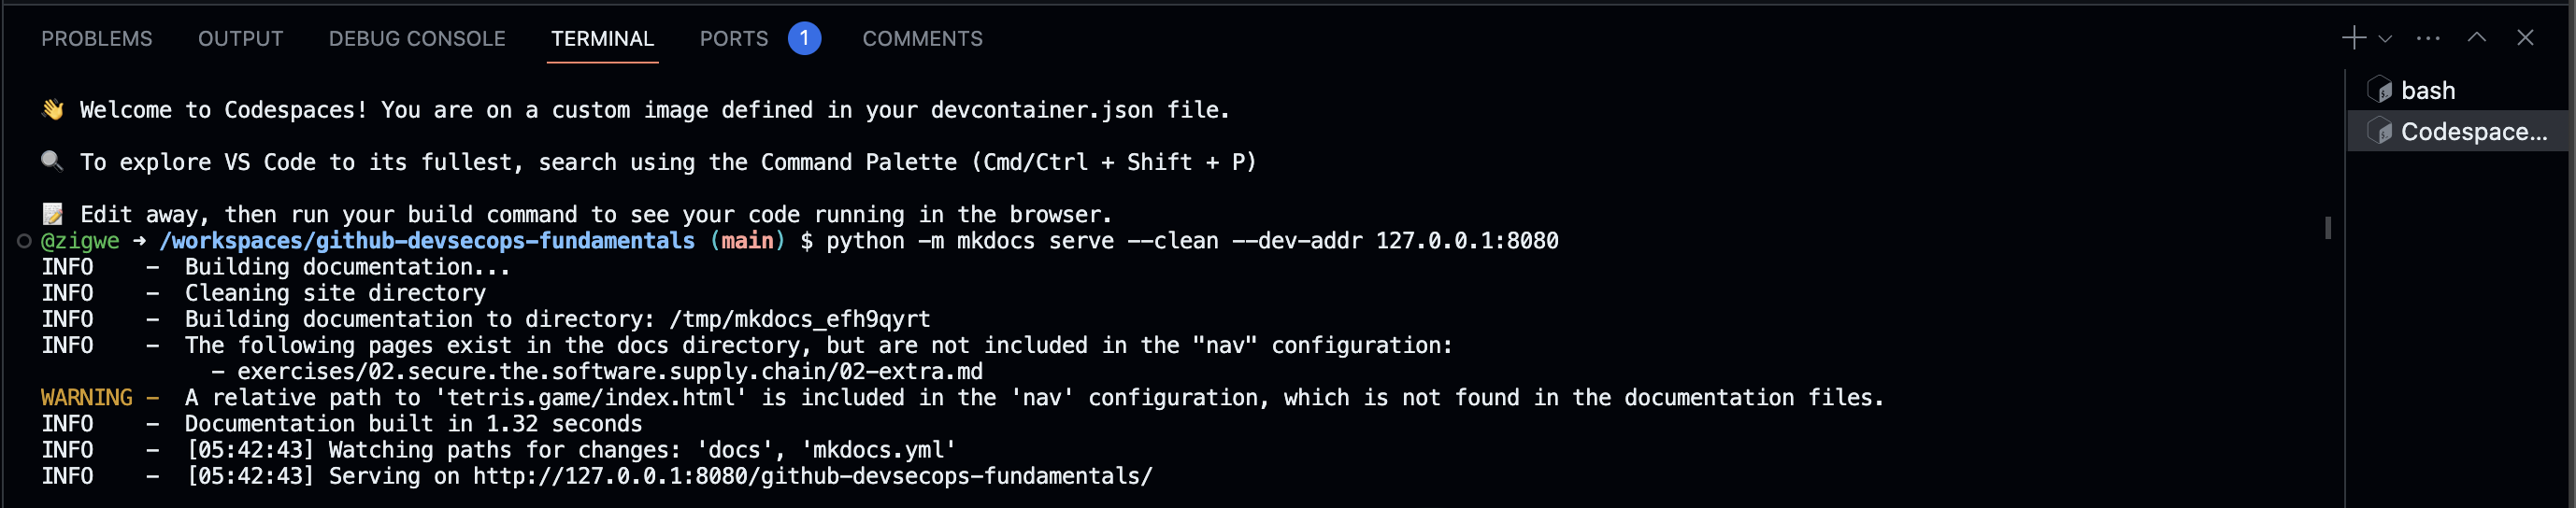 PROBLEMS OUTPUT DEBUG CONSOLE TERMINAL PORTS 1 COMMENTS
👋 Welcome to Codespaces! You are on a custom image defined in your devcontainer.json file.
🔍 To explore VS Code to its fullest, search using the Command Palette (Cmd/Ctrl + Shift + P)
📝 Edit away, then run your build command to see your code running in the browser.
@zigwe ➜ /workspaces/github-devsecops-fundamentals (main) $ python -m mkdocs serve --clean --dev-addr 127.0.0.1:8080
INFO - Building documentation...
INFO - Cleaning site directory
INFO - Building documentation to directory: /tmp/mkdocs_efh9qyrt
INFO - The following pages exist in the docs directory, but are not included in the "nav" configuration:
- exercises/02.secure.the.software.supply.chain/02-extra.md
WARNING - A relative path to 'tetris.game/index.html' is included in the 'nav' configuration, which is not found in the documentation files.
INFO - Documentation built in 1.32 seconds
INFO - [05:42:43] Watching paths for changes: 'docs', 'mkdocs.yml'
INFO - [05:42:43] Serving on http://127.0.0.1:8080/github-devsecops-fundamentals/
bash
Codespace...